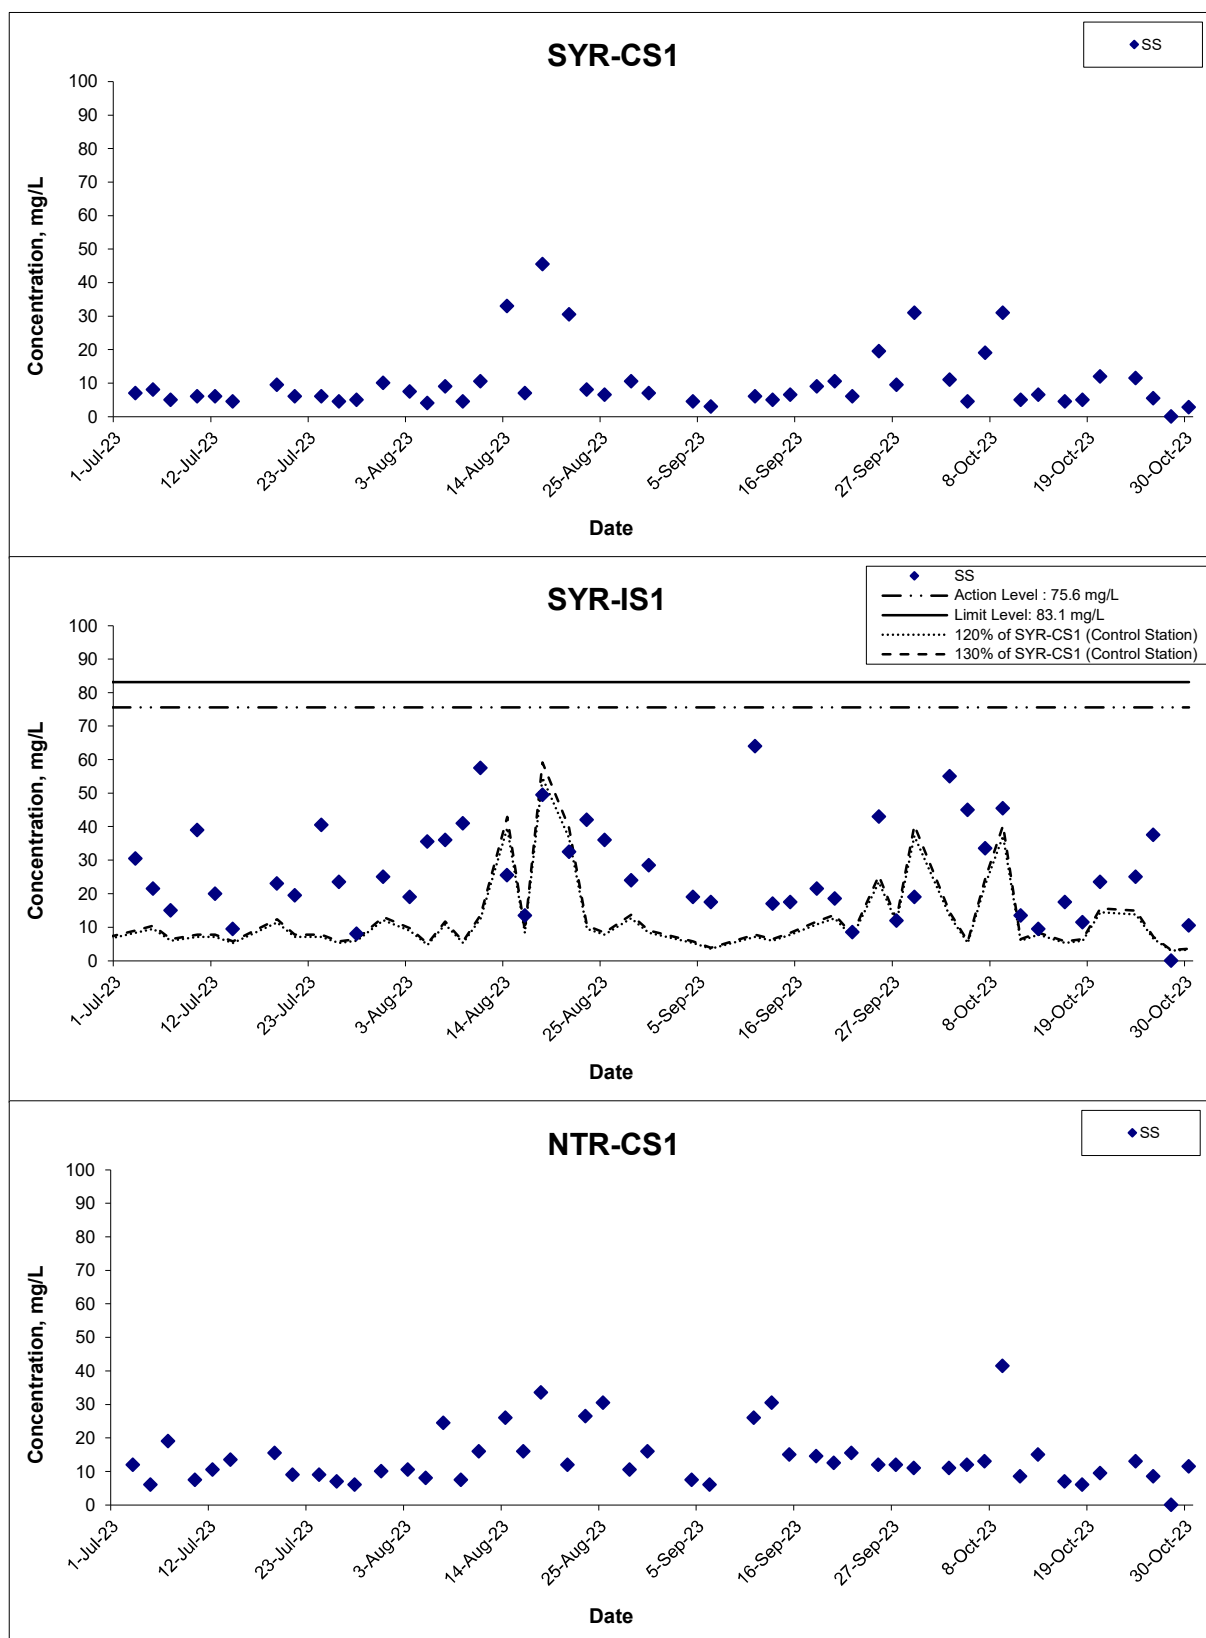 SYR-CS1
SS
Concentration, mg/L
100
90
80
70
60
50
40
30
20
10
0
1-Jul-23
12-Jul-23
23-Jul-23
3-Aug-23
14-Aug-23
25-Aug-23
5-Sep-23
16-Sep-23
27-Sep-23
8-Oct-23
19-Oct-23
30-Oct-23
Date
SYR-IS1
SS
Action Level : 75.6 mg/L
Limit Level: 83.1 mg/L
120% of SYR-CS1 (Control Station)
130% of SYR-CS1 (Control Station)
Concentration, mg/L
100
90
80
70
60
50
40
30
20
10
0
1-Jul-23
12-Jul-23
23-Jul-23
3-Aug-23
14-Aug-23
25-Aug-23
5-Sep-23
16-Sep-23
27-Sep-23
8-Oct-23
19-Oct-23
30-Oct-23
Date
NTR-CS1
SS
Concentration, mg/L
100
90
80
70
60
50
40
30
20
10
0
1-Jul-23
12-Jul-23
23-Jul-23
3-Aug-23
14-Aug-23
25-Aug-23
5-Sep-23
16-Sep-23
27-Sep-23
8-Oct-23
19-Oct-23
30-Oct-23
Date